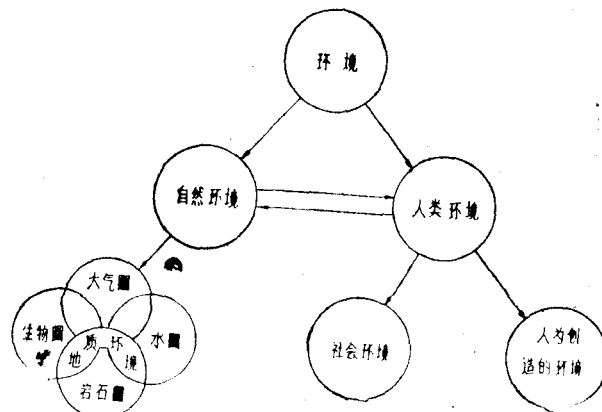 环境
自然环境
人类环境
大气圈
生物圈
水圈
地质环境
岩石圈
社会环境
人为创
造的环境